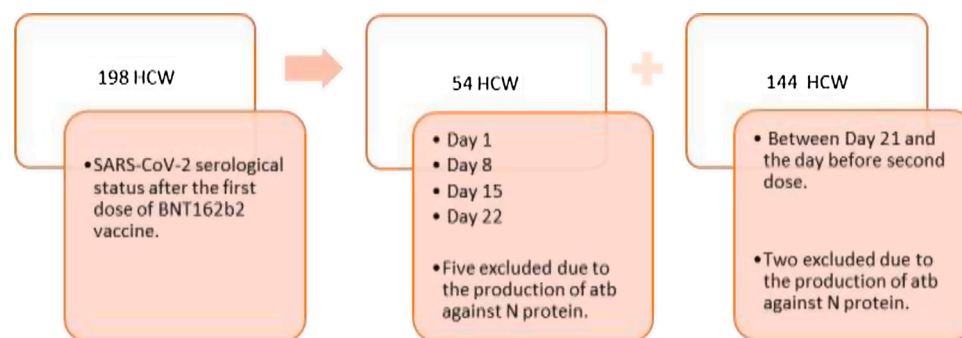 198 HCW
•SARS-CoV-2 serological
status after the first
dose of BNT162b2
vaccine.
54 HCW
• Day 1
• Day 8
• Day 15
• Day 22
•Five excluded due to
the production of atb
against N protein.
144 HCW
• Between Day 21 and
the day before second
dose.
•Two excluded due to
the production of atb
against N protein.